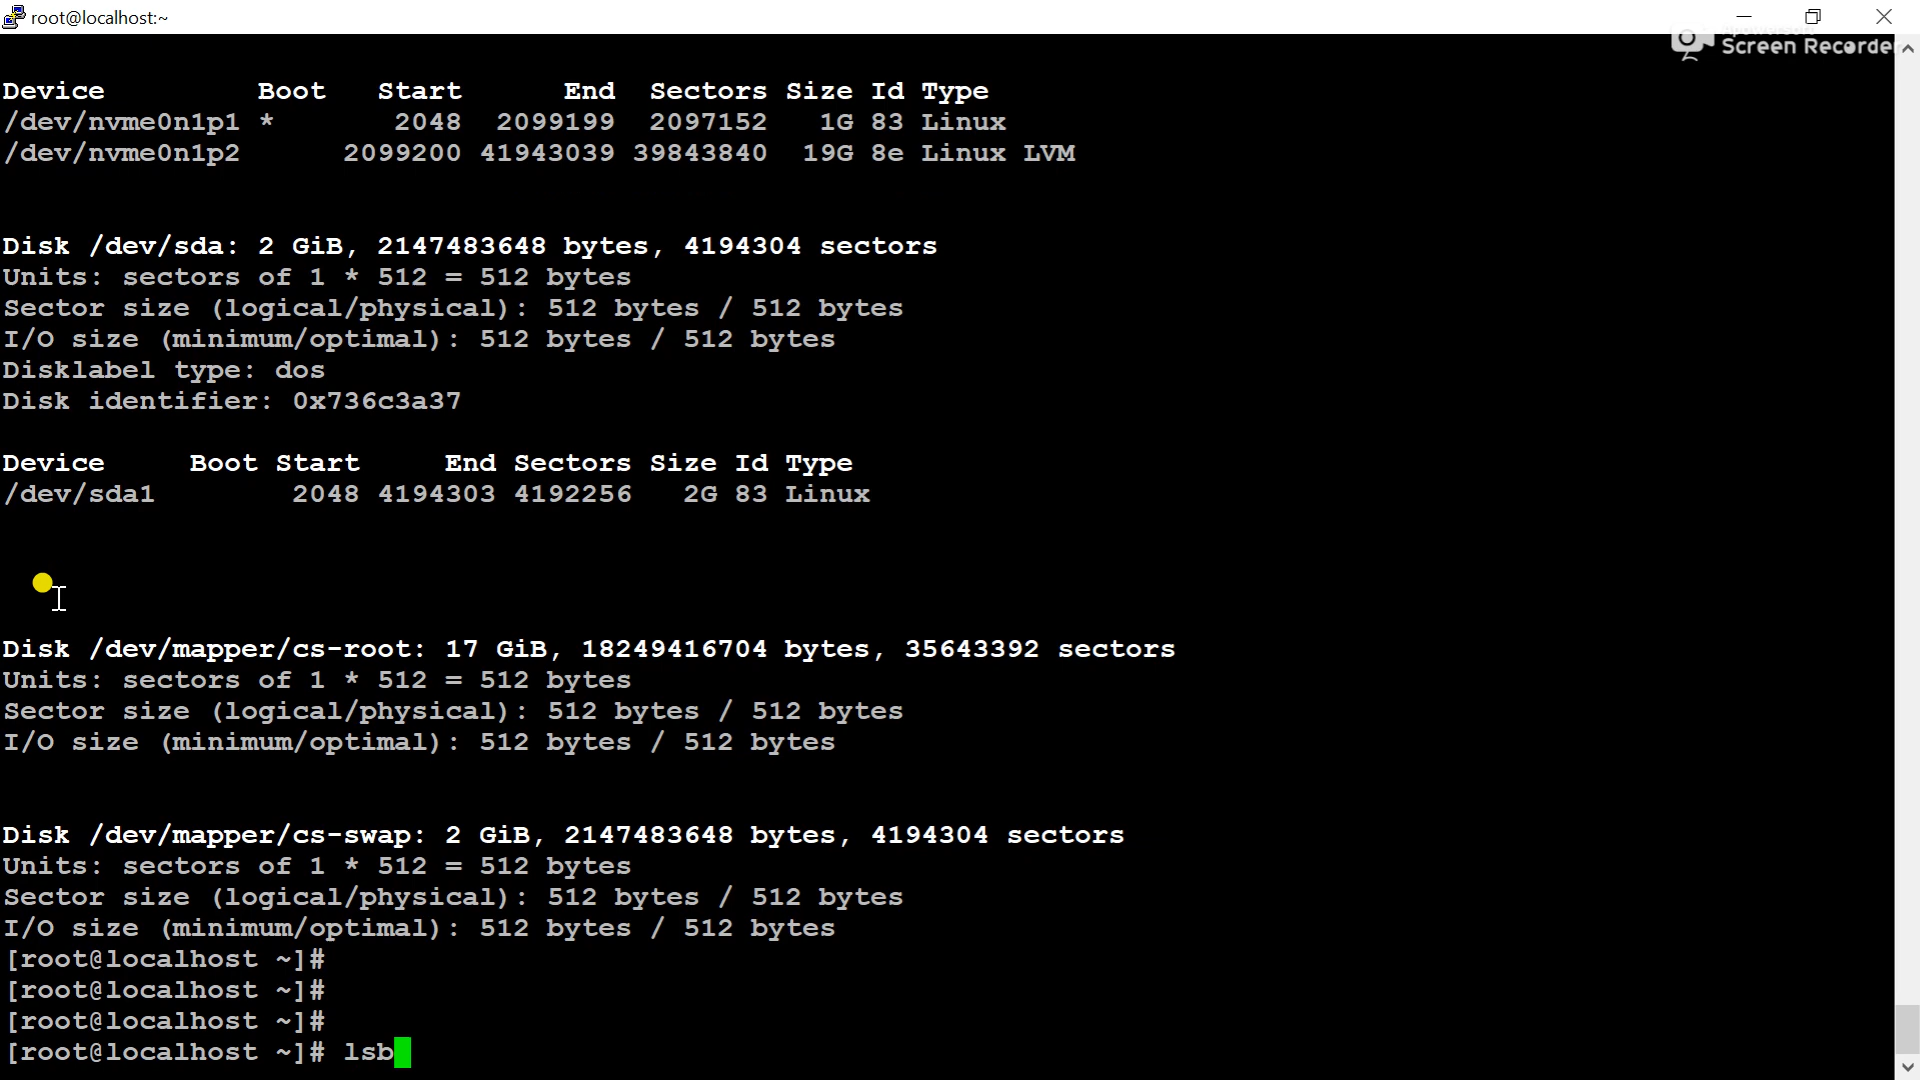 root@localhost:~
Screen Recorder
Device         Boot   Start      End  Sectors Size Id Type
/dev/nvme0n1p1 *       2048  2099199  2097152   1G 83 Linux
/dev/nvme0n1p2      2099200 41943039 39843840  19G 8e Linux LVM
Disk /dev/sda: 2 GiB, 2147483648 bytes, 4194304 sectors
Units: sectors of 1 * 512 = 512 bytes
Sector size (logical/physical): 512 bytes / 512 bytes
I/O size (minimum/optimal): 512 bytes / 512 bytes
Disklabel type: dos
Disk identifier: 0x736c3a37
Device     Boot Start     End Sectors Size Id Type
/dev/sda1        2048 4194303 4192256   2G 83 Linux
Disk /dev/mapper/cs-root: 17 GiB, 18249416704 bytes, 35643392 sectors
Units: sectors of 1 * 512 = 512 bytes
Sector size (logical/physical): 512 bytes / 512 bytes
I/O size (minimum/optimal): 512 bytes / 512 bytes
Disk /dev/mapper/cs-swap: 2 GiB, 2147483648 bytes, 4194304 sectors
Units: sectors of 1 * 512 = 512 bytes
Sector size (logical/physical): 512 bytes / 512 bytes
I/O size (minimum/optimal): 512 bytes / 512 bytes
[root@localhost ~]#
[root@localhost ~]#
[root@localhost ~]#
[root@localhost ~]# lsb